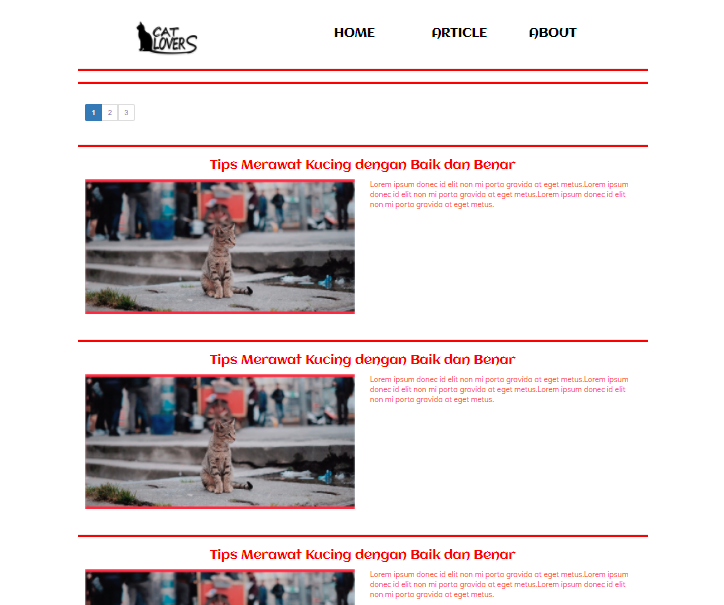 CAT
LOVERS
HOME
ARTICLE
ABOUT
1 2 3
Tips Merawat Kucing dengan Baik dan Benar
Lorem ipsum donec id elit non mi porta gravida at eget metus.Lorem ipsum
donec id elit non mi porta gravida at eget metus.Lorem ipsum donec id elit
non mi porta gravida at eget metus.
Tips Merawat Kucing dengan Baik dan Benar
Lorem ipsum donec id elit non mi porta gravida at eget metus.Lorem ipsum
donec id elit non mi porta gravida at eget metus.Lorem ipsum donec id elit
non mi porta gravida at eget metus.
Tips Merawat Kucing dengan Baik dan Benar
Lorem ipsum donec id elit non mi porta gravida at eget metus.Lorem ipsum
donec id elit non mi porta gravida at eget metus.Lorem ipsum donec id elit
non mi porta gravida at eget metus.